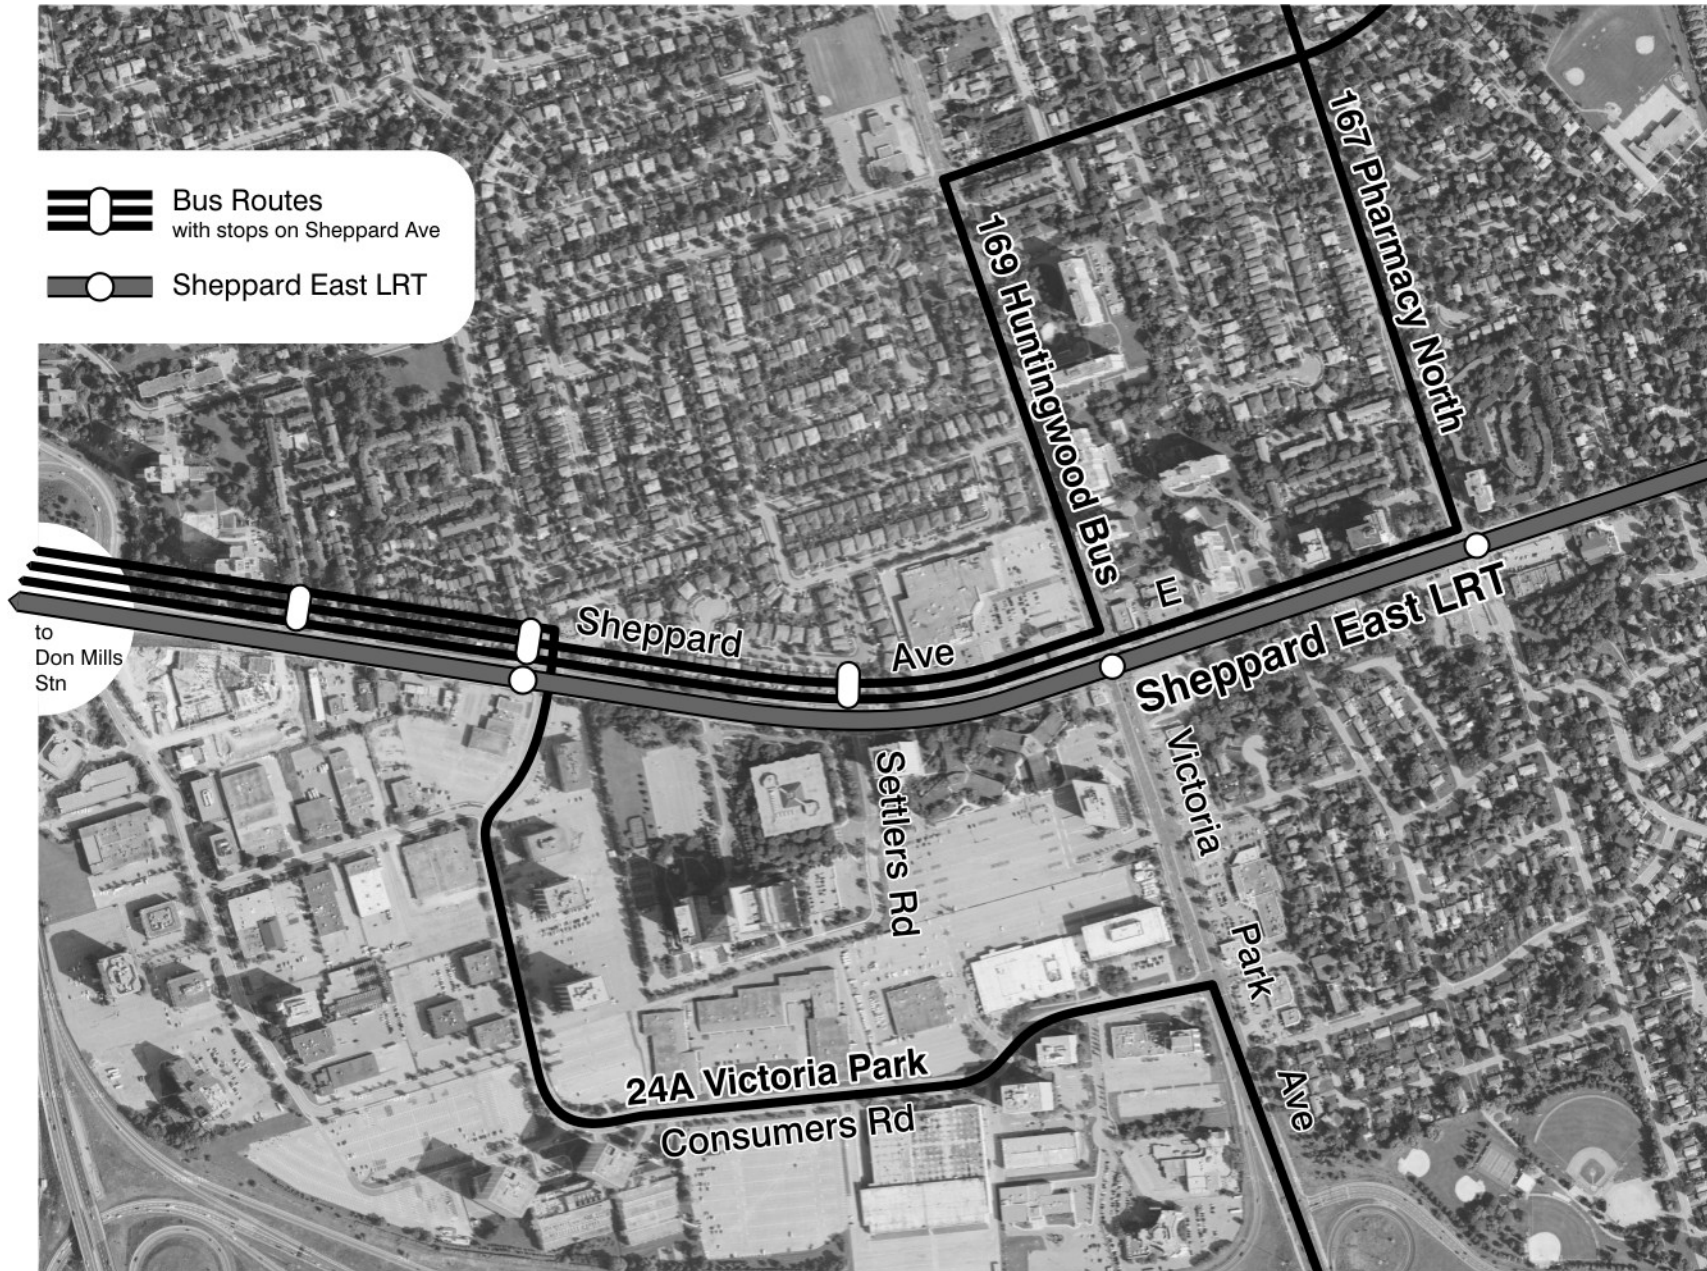 Bus Routes
with stops on Sheppard Ave
Sheppard East LRT
167 Pharmacy North
169 Huntingwood Bus
to
Don Mills
Stn
Sheppard
Ave
E
Sheppard East LRT
Settlers Rd
Victoria
Park
Ave
24A Victoria Park
Consumers Rd